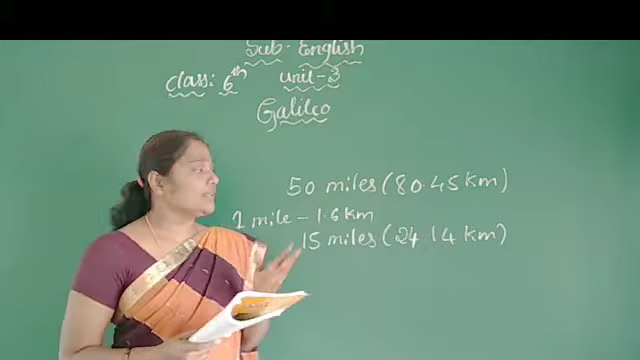 Sub- English
class: 6th unit-3
Galileo
50 miles (80.45 km)
1 mile - 1.6 km
15 miles (24.14 km)